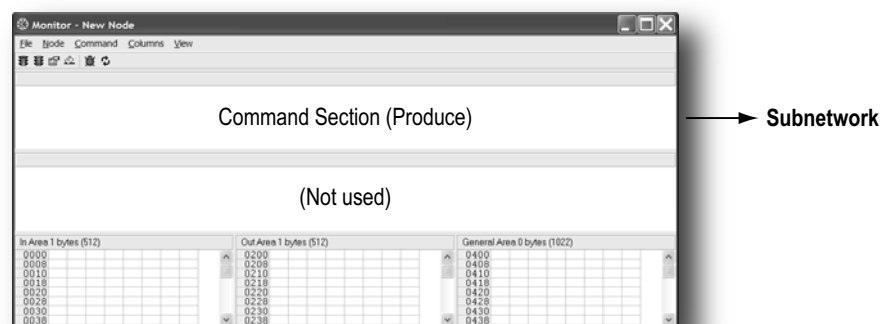 Monitor - New Node
File Node Command Columns View
Command Section (Produce)
Subnetwork
(Not used)
In Area 1 bytes (512) Out Area 1 bytes (512) General Area 0 bytes (1022)
0000 0200 0400
0008 0208 0408
0010 0210 0410
0018 0218 0418
0020 0220 0420
0028 0228 0428
0030 0230 0430
0038 0238 0438